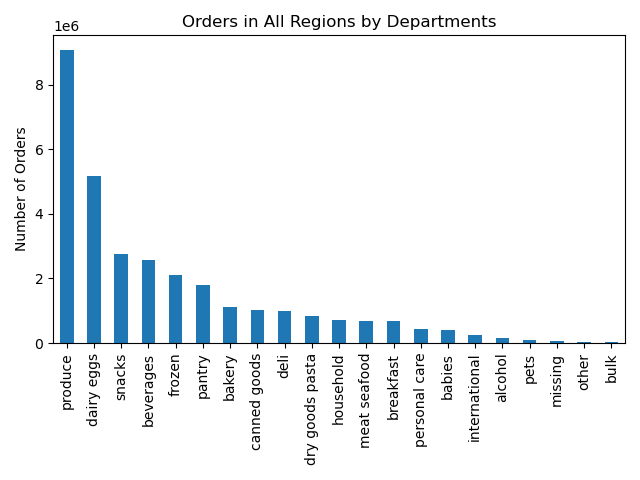 Orders in All Regions by Departments
1e6
8
6
4
2
0
Number of Orders
produce
dairy eggs
snacks
beverages
frozen
pantry
bakery
canned goods
deli
dry goods pasta
household
meat seafood
breakfast
personal care
babies
international
alcohol
pets
missing
other
bulk